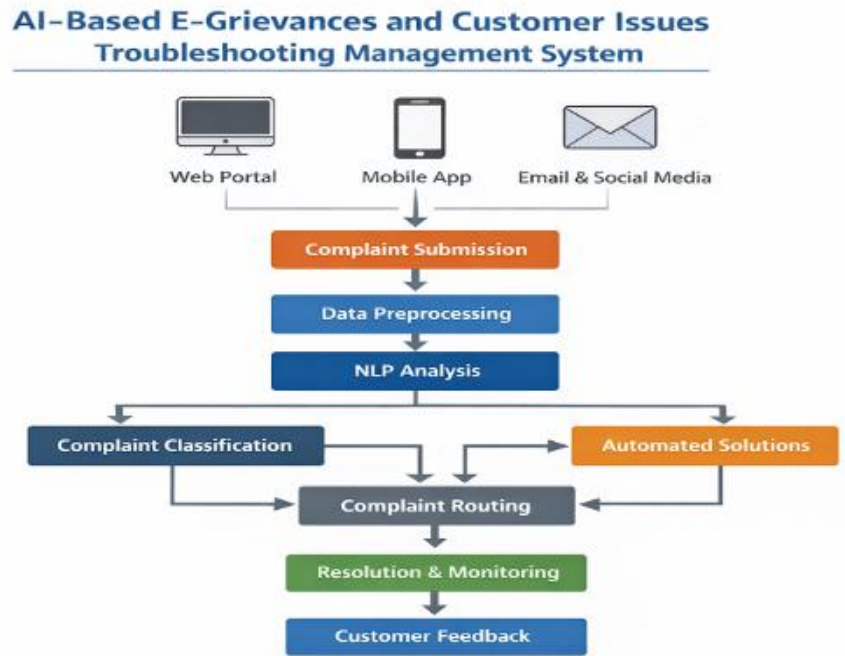 AI-Based E-Grievances and Customer Issues
Troubleshooting Management System
Web Portal
Mobile App
Email & Social Media
Complaint Submission
Data Preprocessing
NLP Analysis
Complaint Classification
Automated Solutions
Complaint Routing
Resolution & Monitoring
Customer Feedback